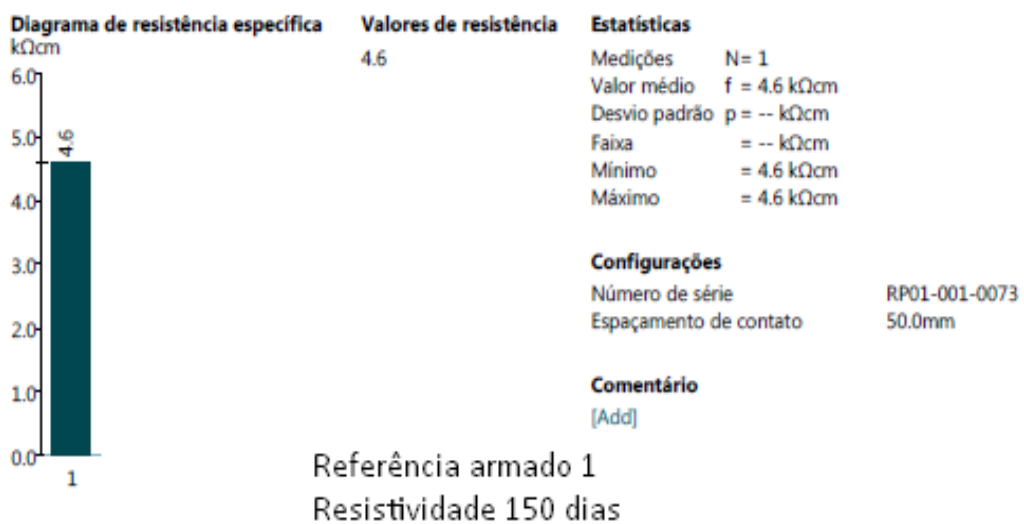 Diagrama de resistência específica
kΩcm
6.0
5.0
4.0
3.0
2.0
1.0
0.0
4.6
1
Valores de resistência
4.6
Estatísticas
Medições N= 1
Valor médio f = 4.6 kΩcm
Desvio padrão p = -- kΩcm
Faixa = -- kΩcm
Mínimo = 4.6 kΩcm
Máximo = 4.6 kΩcm
Configurações
Número de série RP01-001-0073
Espaçamento de contato 50.0mm
Comentário
[Add]
Referência armado 1
Resistividade 150 dias